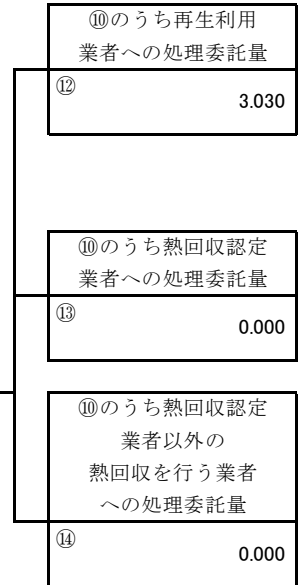 ⑩のうち再生利用
業者への処理委託量
⑫
3.030
⑩のうち熱回収認定
業者への処理委託量
⑬
0.000
⑩のうち熱回収認定
業者以外の
熱回収を行う業者
への処理委託量
⑭
0.000